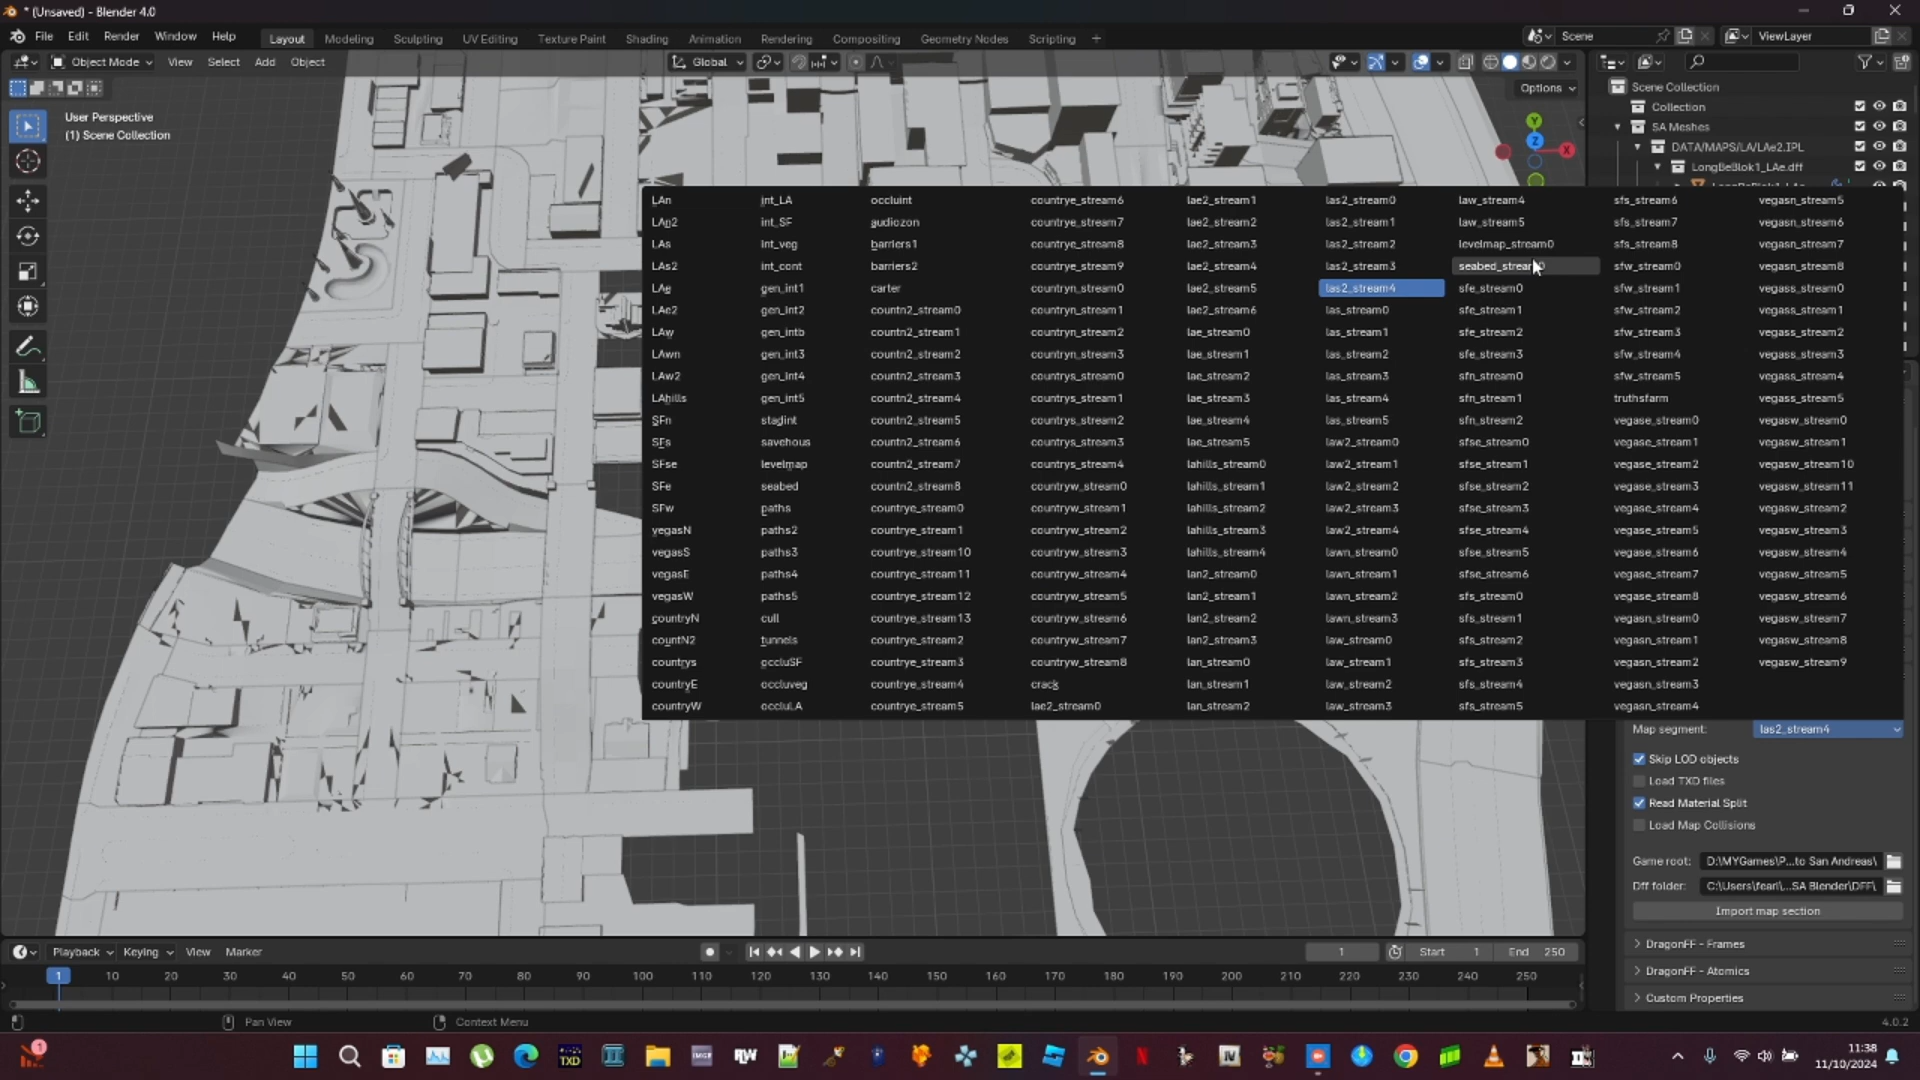 * (Unsaved) - Blender 4.0
File Edit Render Window Help
Layout Modeling Sculpting UV Editing Texture Paint Shading Animation Rendering Compositing Geometry Nodes Scripting +
Scene
ViewLayer
Object Mode View Select Add Object
Global
Options
User Perspective
(1) Scene Collection
Y
Z
X
Scene Collection
Collection
SA Meshes
DATA/MAPS/LA/LAe2.IPL
LongBeBlok1_LAe.dff
LAn int_LA occluint countrye_stream6 lae2_stream1 las2_stream0 law_stream4 sfs_stream6 vegasn_stream5
LAn2 int_SF audiozon countrye_stream7 lae2_stream2 las2_stream1 law_stream5 sfs_stream7 vegasn_stream6
LAs int_veg barriers1 countrye_stream8 lae2_stream3 las2_stream2 levelmap_stream0 sfs_stream8 vegasn_stream7
LAs2 int_cont barriers2 countrye_stream9 lae2_stream4 las2_stream3 seabed_stream0 sfw_stream0 vegasn_stream8
LAe gen_int1 carter countryn_stream0 lae2_stream5 las2_stream4 sfe_stream0 sfw_stream1 vegass_stream0
LAe2 gen_int2 countn2_stream0 countryn_stream1 lae2_stream6 las_stream0 sfe_stream1 sfw_stream2 vegass_stream1
LAw gen_intb countn2_stream1 countryn_stream2 lae_stream0 las_stream1 sfe_stream2 sfw_stream3 vegass_stream2
LAwn gen_int3 countn2_stream2 countryn_stream3 lae_stream1 las_stream2 sfe_stream3 sfw_stream4 vegass_stream3
LAw2 gen_int4 countn2_stream3 countrys_stream0 lae_stream2 las_stream3 sfn_stream0 sfw_stream5 vegass_stream4
LAhills gen_int5 countn2_stream4 countrys_stream1 lae_stream3 las_stream4 sfn_stream1 truthsfarm vegass_stream5
SFn stadint countn2_stream5 countrys_stream2 lae_stream4 las_stream5 sfn_stream2 vegase_stream0 vegasw_stream0
SFs savehous countn2_stream6 countrys_stream3 lae_stream5 law2_stream0 sfse_stream0 vegase_stream1 vegasw_stream1
SFse levelmap countn2_stream7 countrys_stream4 lahills_stream0 law2_stream1 sfse_stream1 vegase_stream2 vegasw_stream10
SFe seabed countn2_stream8 countryw_stream0 lahills_stream1 law2_stream2 sfse_stream2 vegase_stream3 vegasw_stream11
SFw paths countrye_stream0 countryw_stream1 lahills_stream2 law2_stream3 sfse_stream3 vegase_stream4 vegasw_stream2
vegasN paths2 countrye_stream1 countryw_stream2 lahills_stream3 law2_stream4 sfse_stream4 vegase_stream5 vegasw_stream3
vegasS paths3 countrye_stream10 countryw_stream3 lahills_stream4 lawn_stream0 sfse_stream5 vegase_stream6 vegasw_stream4
vegasE paths4 countrye_stream11 countryw_stream4 lan2_stream0 lawn_stream1 sfse_stream6 vegase_stream7 vegasw_stream5
vegasW paths5 countrye_stream12 countryw_stream5 lan2_stream1 lawn_stream2 sfs_stream0 vegase_stream8 vegasw_stream6
countryN cull countrye_stream13 countryw_stream6 lan2_stream2 lawn_stream3 sfs_stream1 vegasn_stream0 vegasw_stream7
countN2 tunnels countrye_stream2 countryw_stream7 lan2_stream3 law_stream0 sfs_stream2 vegasn_stream1 vegasw_stream8
countrys occluSF countrye_stream3 countryw_stream8 lan_stream0 law_stream1 sfs_stream3 vegasn_stream2 vegasw_stream9
countryE occluveg countrye_stream4 crack lan_stream1 law_stream2 sfs_stream4 vegasn_stream3
countryW occluLA countrye_stream5 lae2_stream0 lan_stream2 law_stream3 sfs_stream5 vegasn_stream4
Map segment: las2_stream4
Skip LOD objects
Load TXD files
Read Material Split
Load Map Collisions
Game root: D:\MYGames\P...to San Andreas\
Dff folder: C:\Users\fearl\...SA Blender\DFF\
Import map section
DragonFF - Frames
DragonFF - Atomics
Custom Properties
Playback Keying View Marker
1 Start 1 End 250
1 10 20 30 40 50 60 70 80 90 100 110 120 130 140 150 160 170 180 190 200 210 220 230 240 250
Pan View Context Menu 4.0.2
1
TXD
IMGF
RW
IV
11:38
11/10/2024